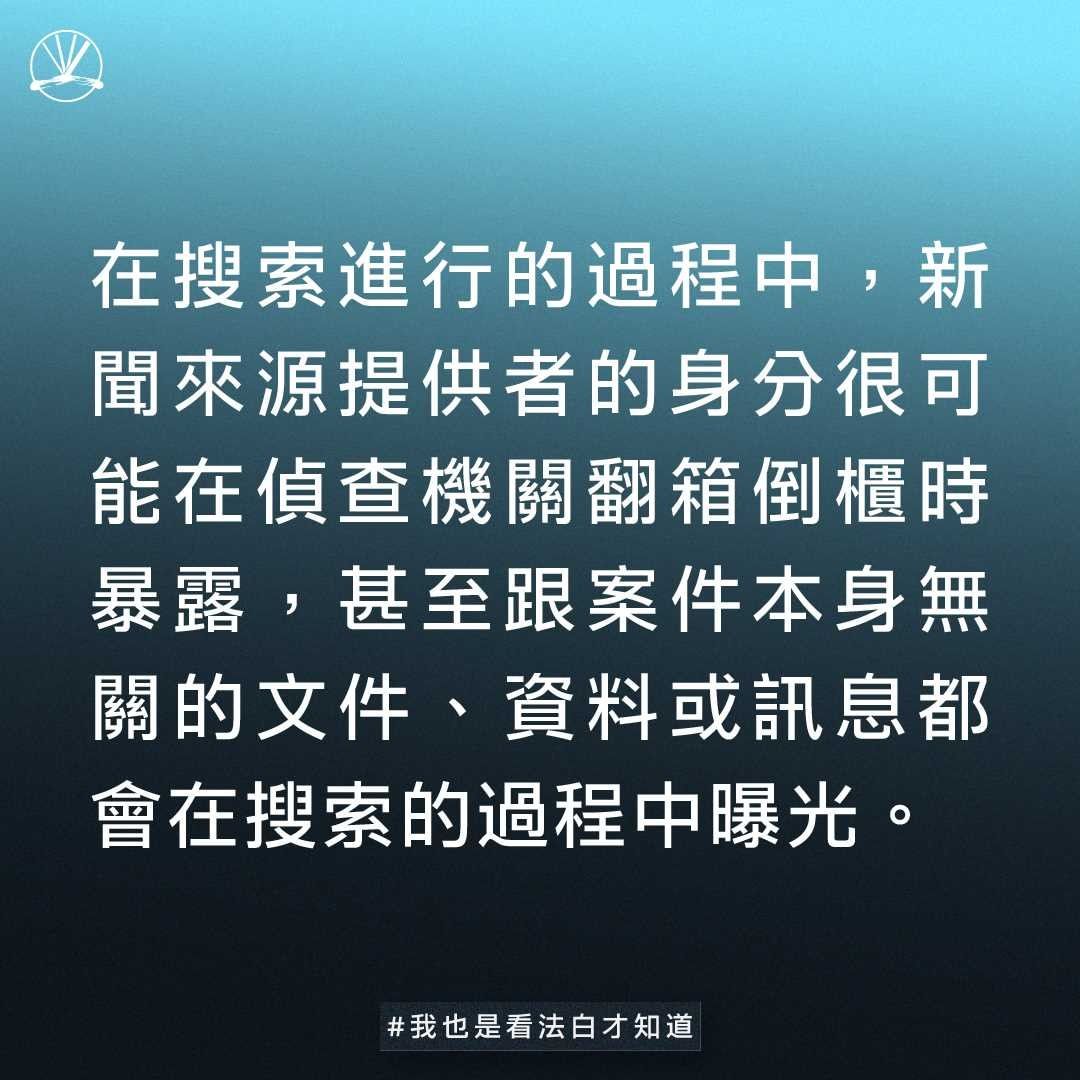 在搜索進行的過程中，新
聞來源提供者的身分很可
能在偵查機關翻箱倒櫃時
暴露，甚至跟案件本身無
關的文件、資料或訊息都
會在搜索的過程中曝光。
#我也是看法白才知道